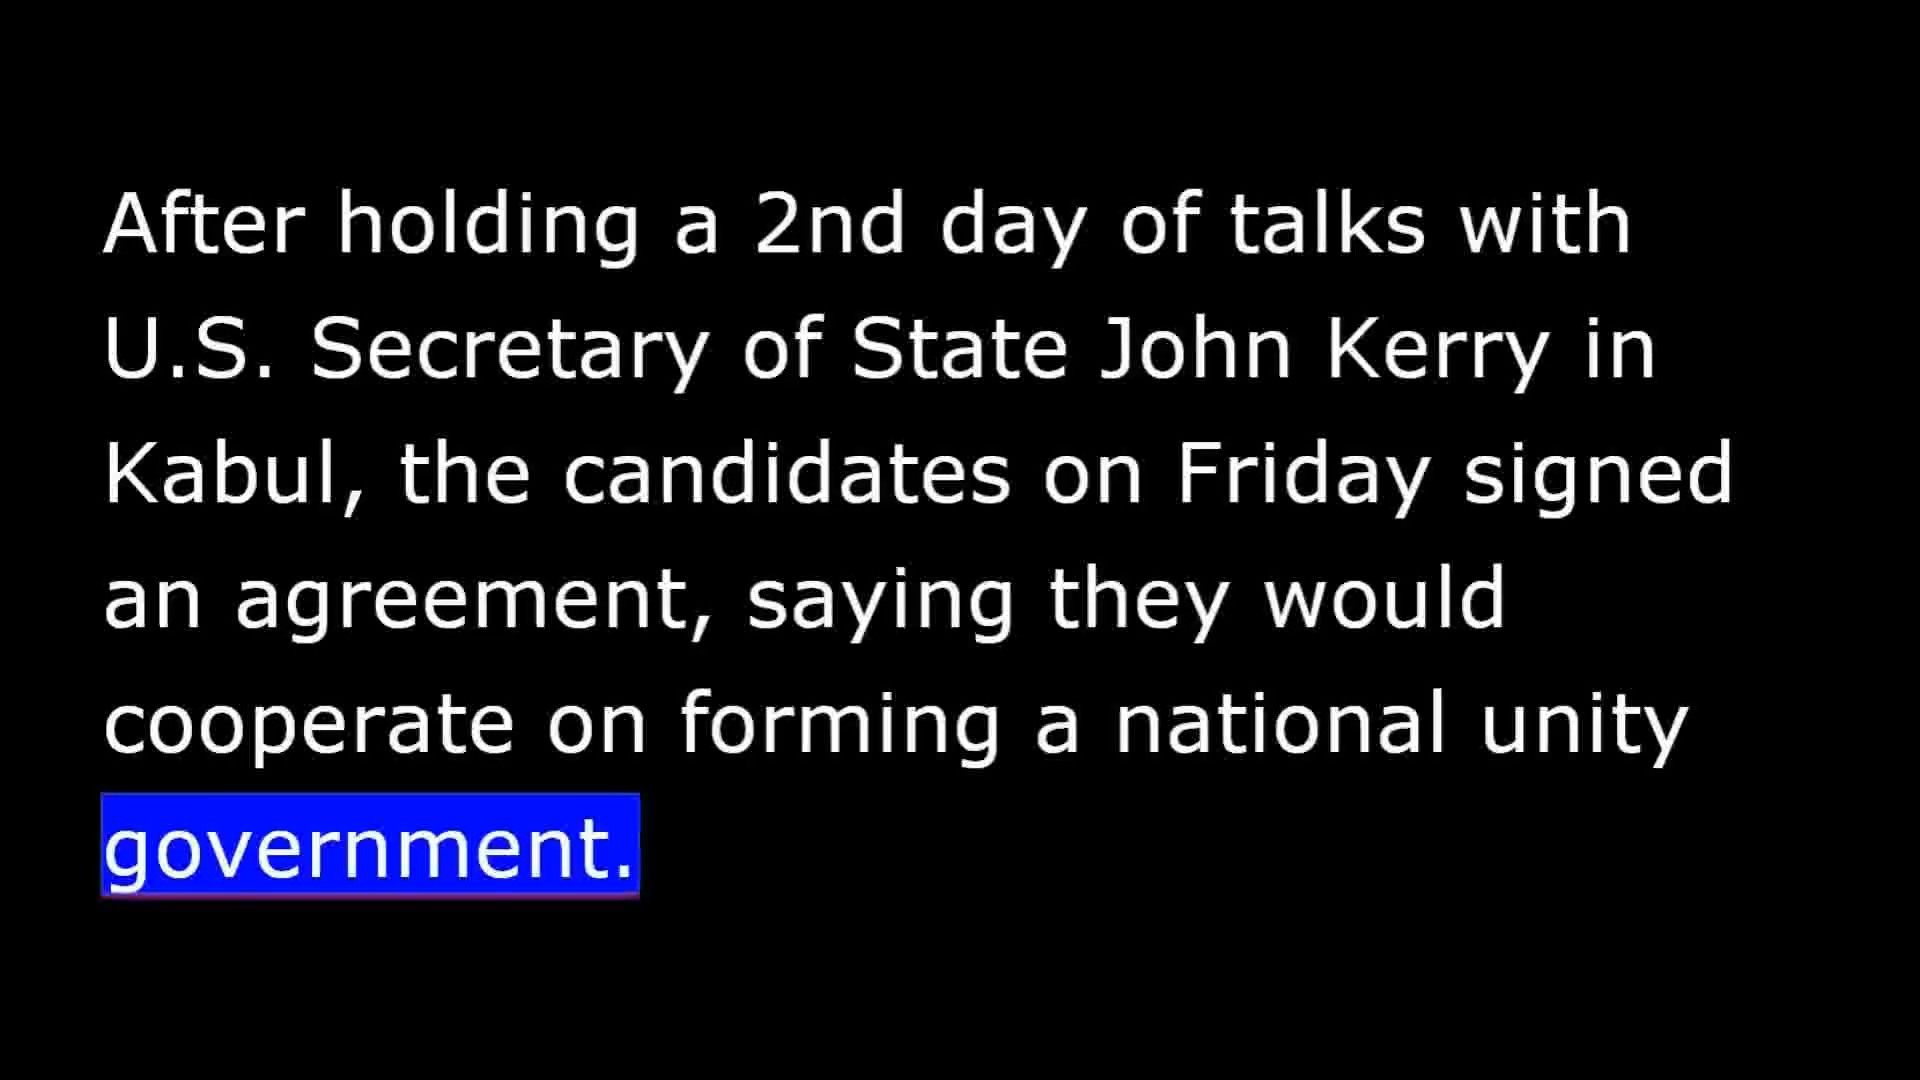 After holding a 2nd day of talks with
U.S. Secretary of State John Kerry in
Kabul, the candidates on Friday signed
an agreement, saying they would
cooperate on forming a national unity
government.